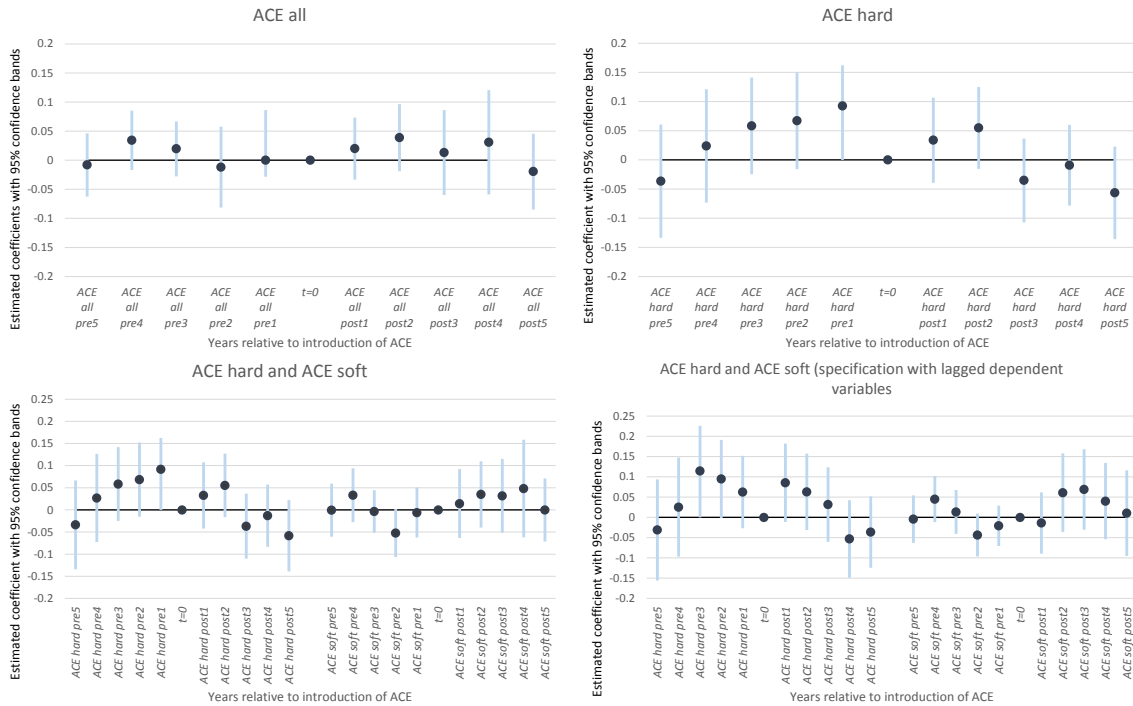 ACE all
Estimated coefficients with 95% confidence bands
0.2
0.15
0.1
0.05
0
-0.05
-0.1
-0.15
-0.2
ACE all pre5
ACE all pre4
ACE all pre3
ACE all pre2
ACE all pre1
t=0
ACE all post1
ACE all post2
ACE all post3
ACE all post4
ACE all post5
Years relative to introduction of ACE
ACE hard
Estimated coefficient with 95% confidence bands
0.2
0.15
0.1
0.05
0
-0.05
-0.1
-0.15
-0.2
ACE hard pre5
ACE hard pre4
ACE hard pre3
ACE hard pre2
ACE hard pre1
t=0
ACE hard post1
ACE hard post2
ACE hard post3
ACE hard post4
ACE hard post5
Years relative to introduction of ACE
ACE hard and ACE soft
Estimated coefficient with 95% confidence bands
0.25
0.2
0.15
0.1
0.05
0
-0.05
-0.1
-0.15
-0.2
ACE hard pre5
ACE hard pre4
ACE hard pre3
ACE hard pre2
ACE hard pre1
t=0
ACE hard post1
ACE hard post2
ACE hard post3
ACE hard post4
ACE hard post5
ACE soft pre5
ACE soft pre4
ACE soft pre3
ACE soft pre2
ACE soft pre1
t=0
ACE soft post1
ACE soft post2
ACE soft post3
ACE soft post4
ACE soft post5
Years relative to introduction of ACE
ACE hard and ACE soft (specification with lagged dependent
variables
Estimated coefficient with 95% confidence bands
0.25
0.2
0.15
0.1
0.05
0
-0.05
-0.1
-0.15
-0.2
ACE hard pre5
ACE hard pre4
ACE hard pre3
ACE hard pre2
ACE hard pre1
t=0
ACE hard post1
ACE hard post2
ACE hard post3
ACE hard post4
ACE hard post5
ACE soft pre5
ACE soft pre4
ACE soft pre3
ACE soft pre2
ACE soft pre1
t=0
ACE soft post1
ACE soft post2
ACE soft post3
ACE soft post4
ACE soft post5
Years relative to introduction of ACE